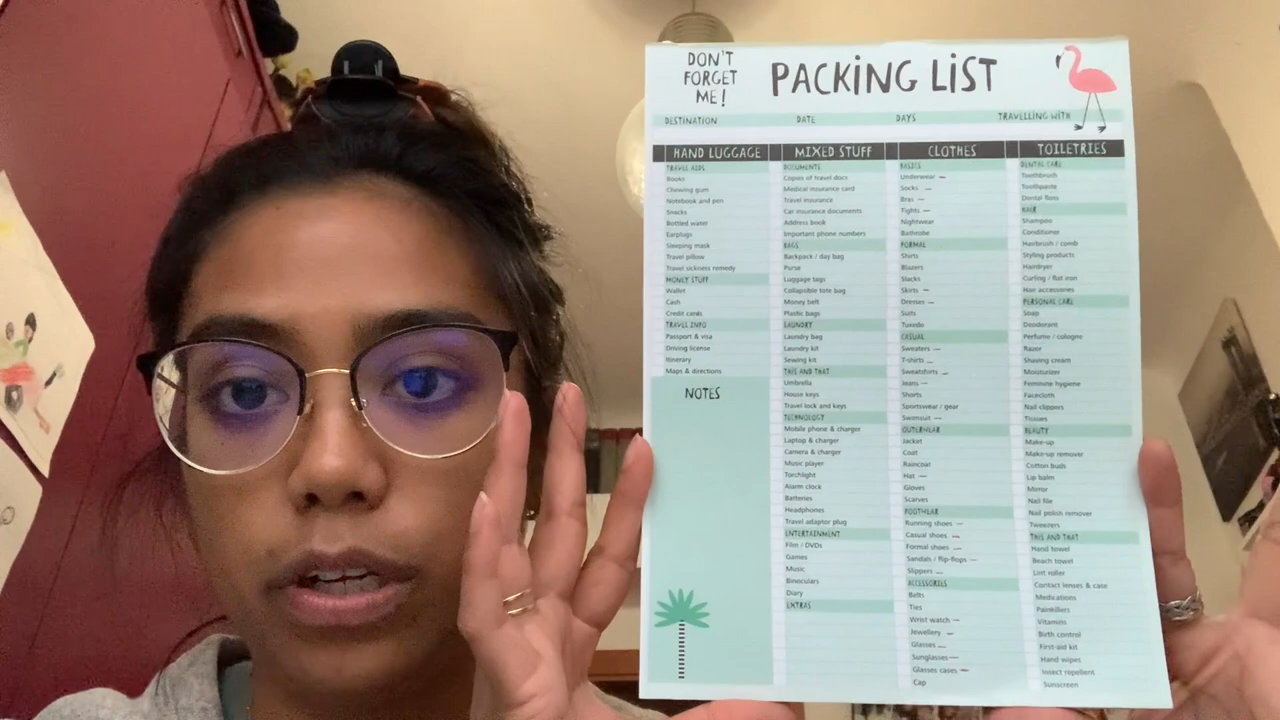 DON'T
FORGET
ME!
PACKING LIST
DESTINATION DATE DAYS TRAVELLING WITH
HAND LUGGAGE
TRAVEL AIDS
Books
Chewing gum
Notebook and pen
Snacks
Bottled water
Earplugs
Sleeping mask
Travel pillow
Travel sickness remedy
MONEY STUFF
Wallet
Cash
Credit cards
TRAVEL INFO
Passport & visa
Driving license
Itinerary
Maps & directions
NOTES
MIXED STUFF
DOCUMENTS
Copies of travel docs
Medical insurance card
Travel insurance
Car insurance documents
Address book
Important phone numbers
BAGS
Backpack / day bag
Purse
Luggage tags
Collapsible tote bag
Money belt
Plastic bags
LAUNDRY
Laundry bag
Laundry kit
Sewing kit
THIS AND THAT
Umbrella
House keys
Travel lock and keys
TECHNOLOGY
Mobile phone & charger
Laptop & charger
Camera & charger
Music player
Torchlight
Alarm clock
Batteries
Headphones
Travel adaptor plug
ENTERTAINMENT
Film / DVDs
Games
Music
Binoculars
Diary
EXTRAS
CLOTHES
BASICS
Underwear
Socks
Bras
Tights
Nightwear
Bathrobe
FORMAL
Shirts
Blazers
Slacks
Skirts
Dresses
Suits
Tuxedo
CASUAL
Sweaters
T-shirts
Sweatshirts
Jeans
Shorts
Sportswear / gear
Swimsuit
OUTERWEAR
Jacket
Coat
Raincoat
Hat
Gloves
Scarves
FOOTWEAR
Running shoes
Casual shoes
Formal shoes
Sandals / flip-flops
Slippers
ACCESSORIES
Belts
Ties
Wrist watch
Jewellery
Glasses
Sunglasses
Glasses cases
Cap
TOILETRIES
DENTAL CARE
Toothbrush
Toothpaste
Dental floss
HAIR
Shampoo
Conditioner
Hairbrush / comb
Styling products
Hairdryer
Curling / flat iron
Hair accessories
PERSONAL CARE
Soap
Deodorant
Perfume / cologne
Razor
Shaving cream
Moisturizer
Feminine hygiene
Facecloth
Nail clippers
Tissues
BEAUTY
Make-up
Make-up remover
Cotton buds
Lip balm
Mirror
Nail file
Nail polish remover
Tweezers
THIS AND THAT
Hand towel
Beach towel
Lint roller
Contact lenses & case
Medications
Painkillers
Vitamins
Birth control
First-aid kit
Hand wipes
Insect repellent
Sunscreen